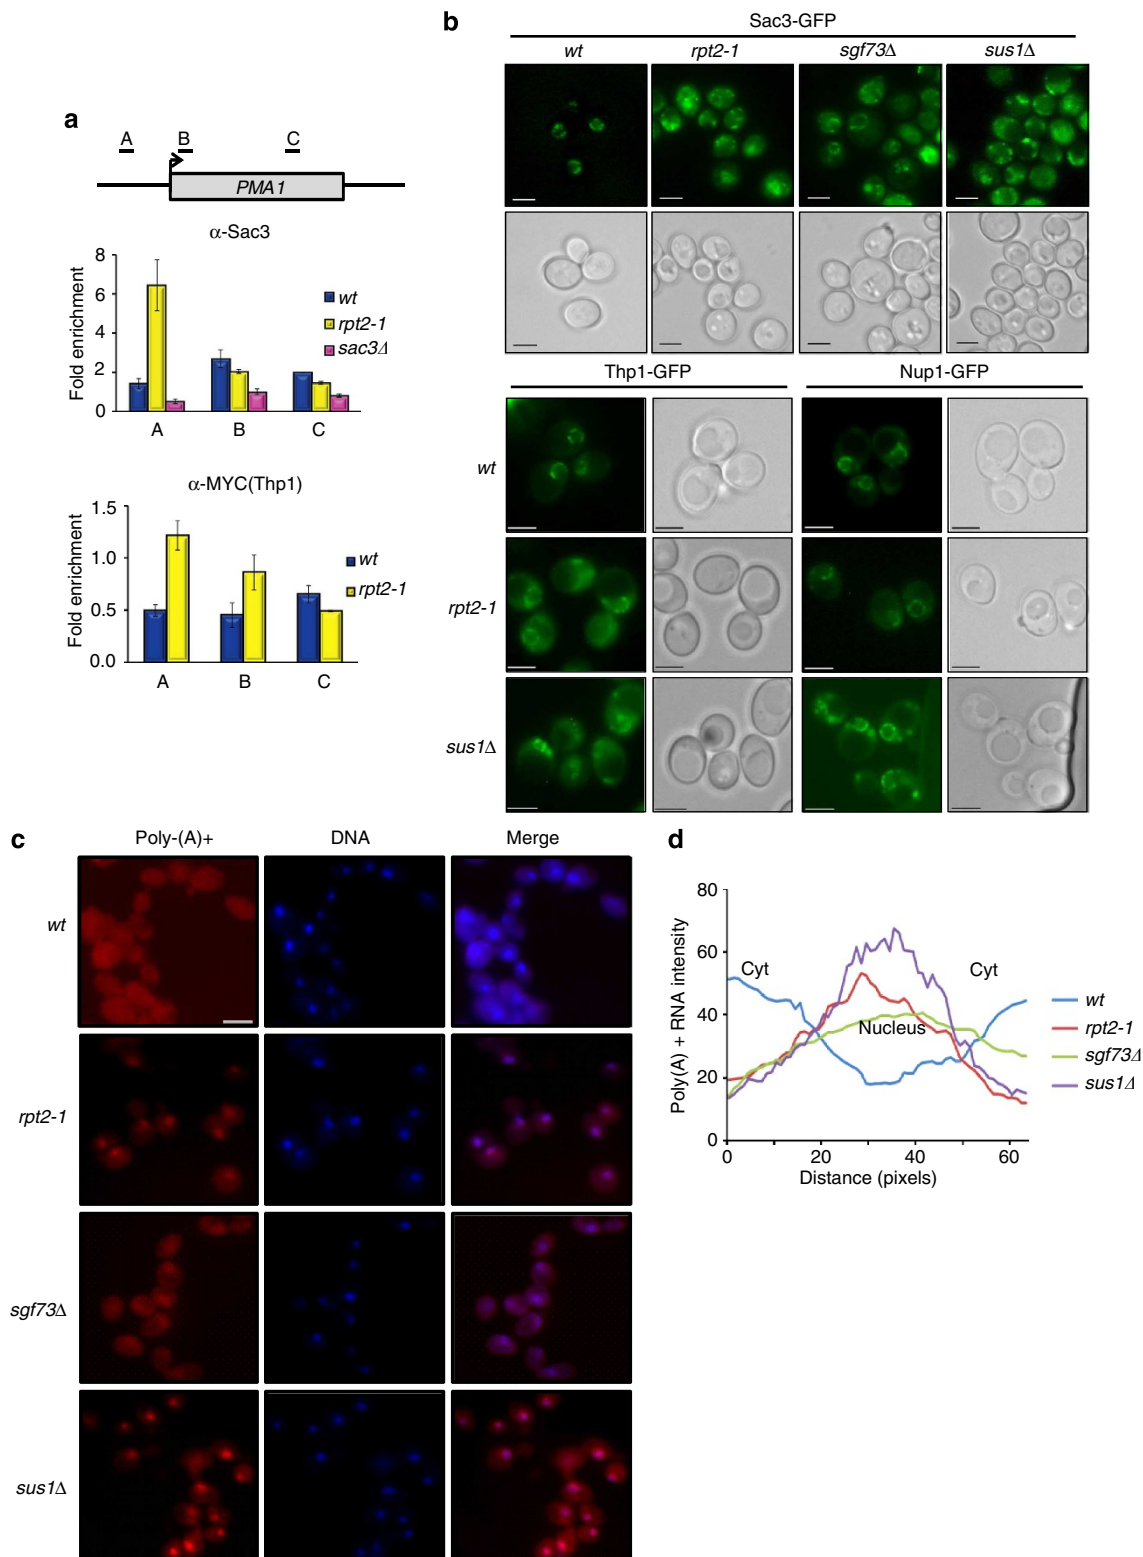 a
A B C
PMA1
α-Sac3
Fold enrichment
8
6
4
2
0
wt
rpt2-1
sac3Δ
A B C
α-MYC(Thp1)
Fold enrichment
1.5
1.0
0.5
0.0
wt
rpt2-1
A B C
b
Sac3-GFP
wt rpt2-1 sgf73Δ sus1Δ
Thp1-GFP Nup1-GFP
wt
rpt2-1
sus1Δ
c
Poly-(A)+ DNA Merge
wt
rpt2-1
sgf73Δ
sus1Δ
d
Poly(A) + RNA intensity
80
60
40
20
0
Cyt
Nucleus
Cyt
wt
rpt2-1
sgf73Δ
sus1Δ
0 20 40 60
Distance (pixels)